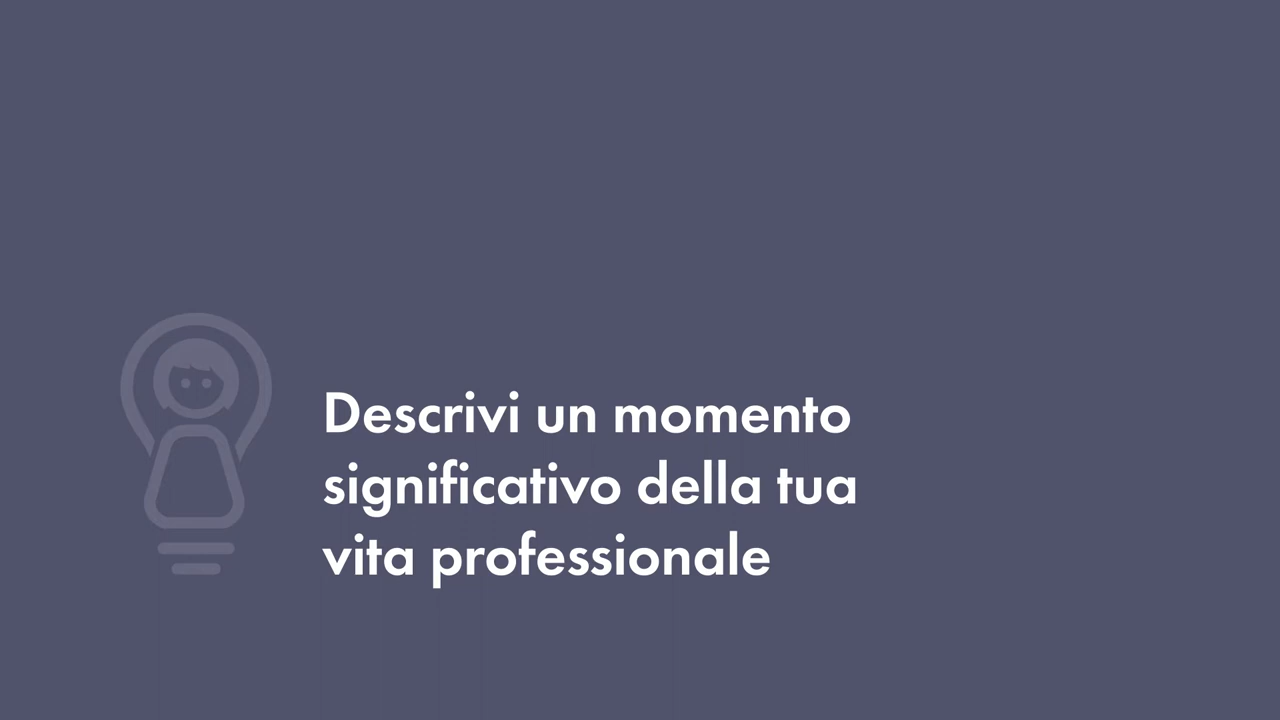 Descrivi un momento
significativo della tua
vita professionale